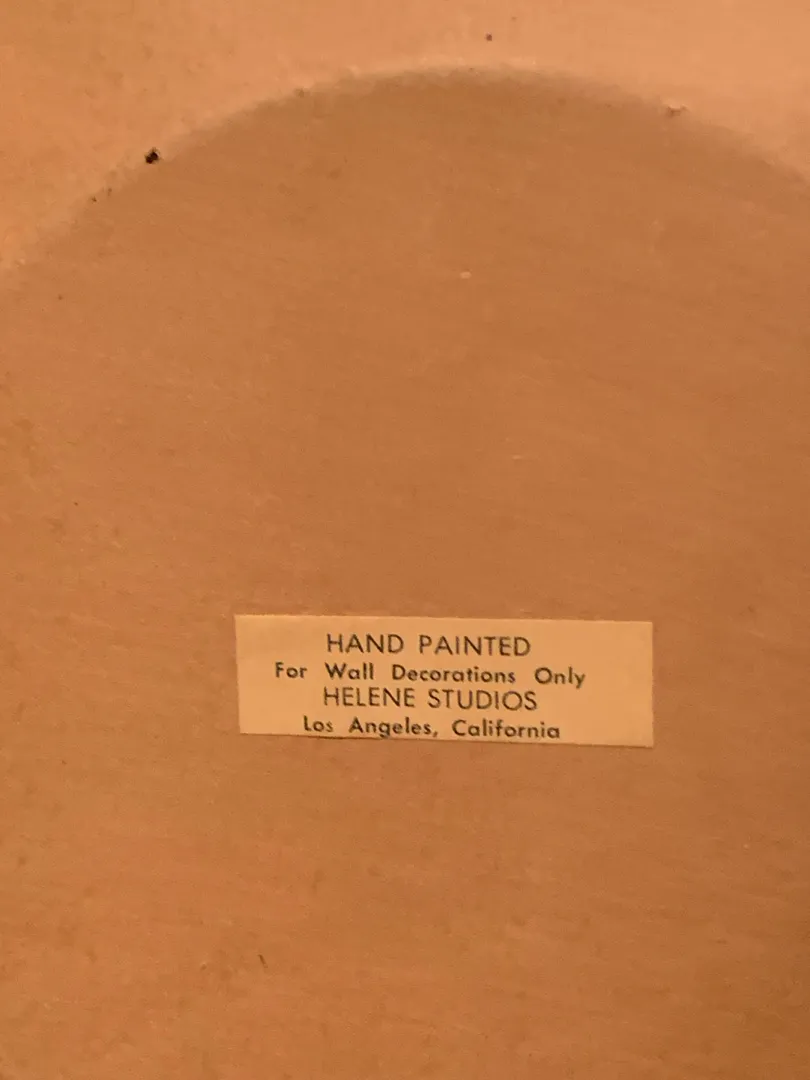 HAND PAINTED
For Wall Decorations Only
HELENE STUDIOS
Los Angeles, California